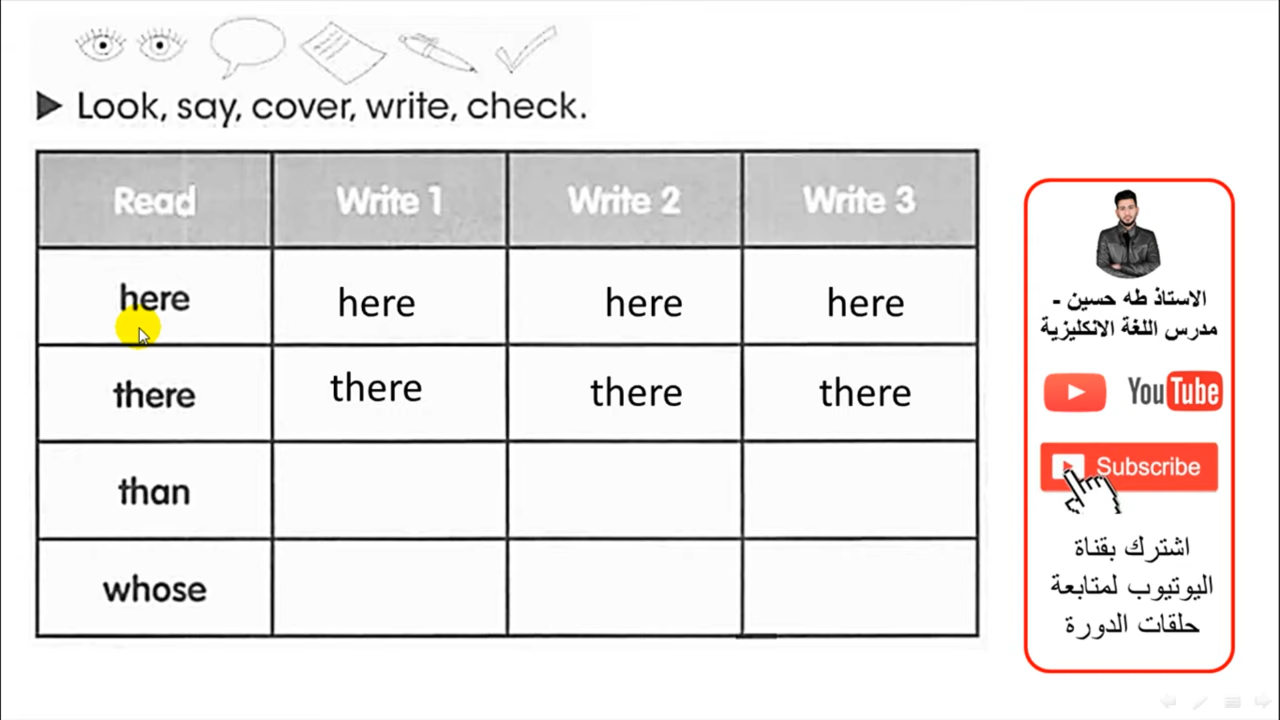 Look, say, cover, write, check.
Read Write 1 Write 2 Write 3
here here here here
there there there there
than
whose
الاستاذ طه حسين -
مدرس اللغة الانكليزية
YouTube
Subscribe
اشترك بقناة
اليوتيوب لمتابعة
حلقات الدورة